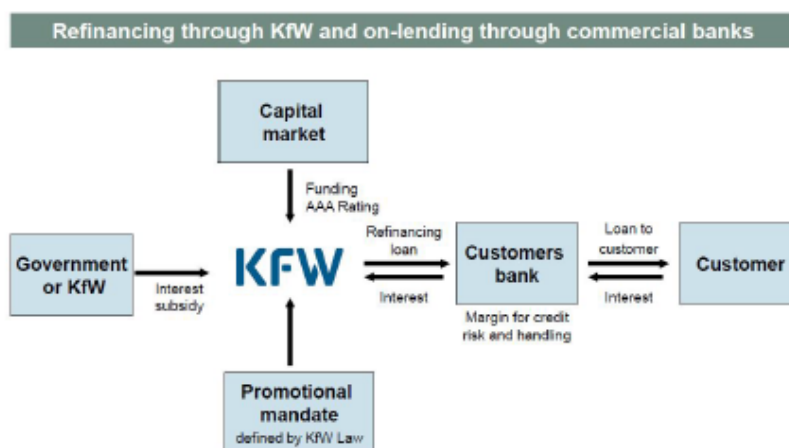 Refinancing through KfW and on-lending through commercial banks
Capital
market
Funding
AAA Rating
Government
or KfW
Interest
subsidy
KFW
Refinancing
loan
Interest
Customers
bank
Margin for credit
risk and handling
Loan to
customer
Interest
Customer
Promotional
mandate
defined by KfW Law